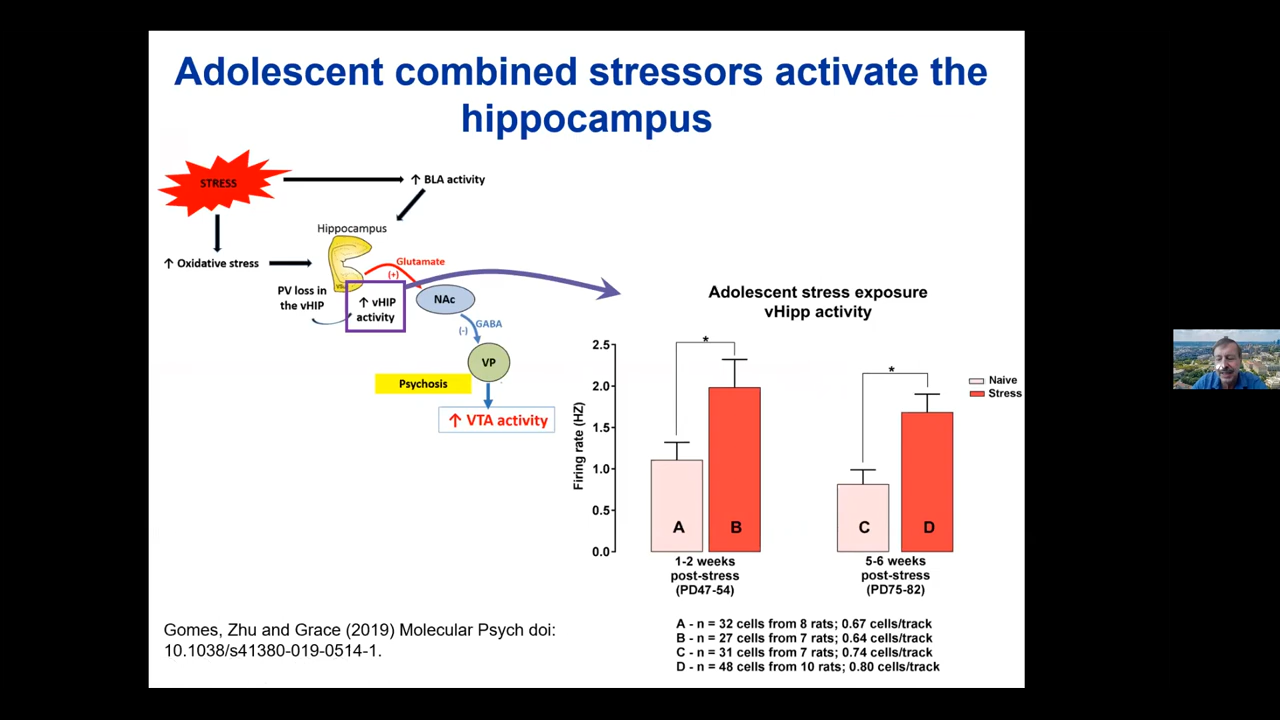 Adolescent combined stressors activate the
hippocampus
STRESS
↑ BLA activity
Hippocampus
↑ Oxidative stress
Glutamate
(+)
PV loss in
the vHIP
↑ vHIP
activity
NAc
GABA
(-)
VP
Psychosis
↑ VTA activity
Adolescent stress exposure
vHipp activity
Firing rate (HZ)
2.5
2.0
1.5
1.0
0.5
0.0
*
*
Naive
Stress
A
B
C
D
1-2 weeks
post-stress
(PD47-54)
5-6 weeks
post-stress
(PD75-82)
A - n = 32 cells from 8 rats; 0.67 cells/track
B - n = 27 cells from 7 rats; 0.64 cells/track
C - n = 31 cells from 7 rats; 0.74 cells/track
D - n = 48 cells from 10 rats; 0.80 cells/track
Gomes, Zhu and Grace (2019) Molecular Psych doi:
10.1038/s41380-019-0514-1.